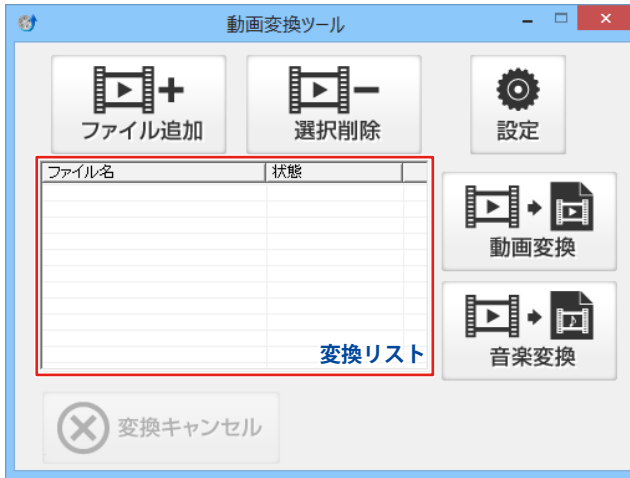 動画変換ツール
ファイル追加
選択削除
設定
ファイル名
状態
動画変換
変換リスト
音楽変換
変換キャンセル